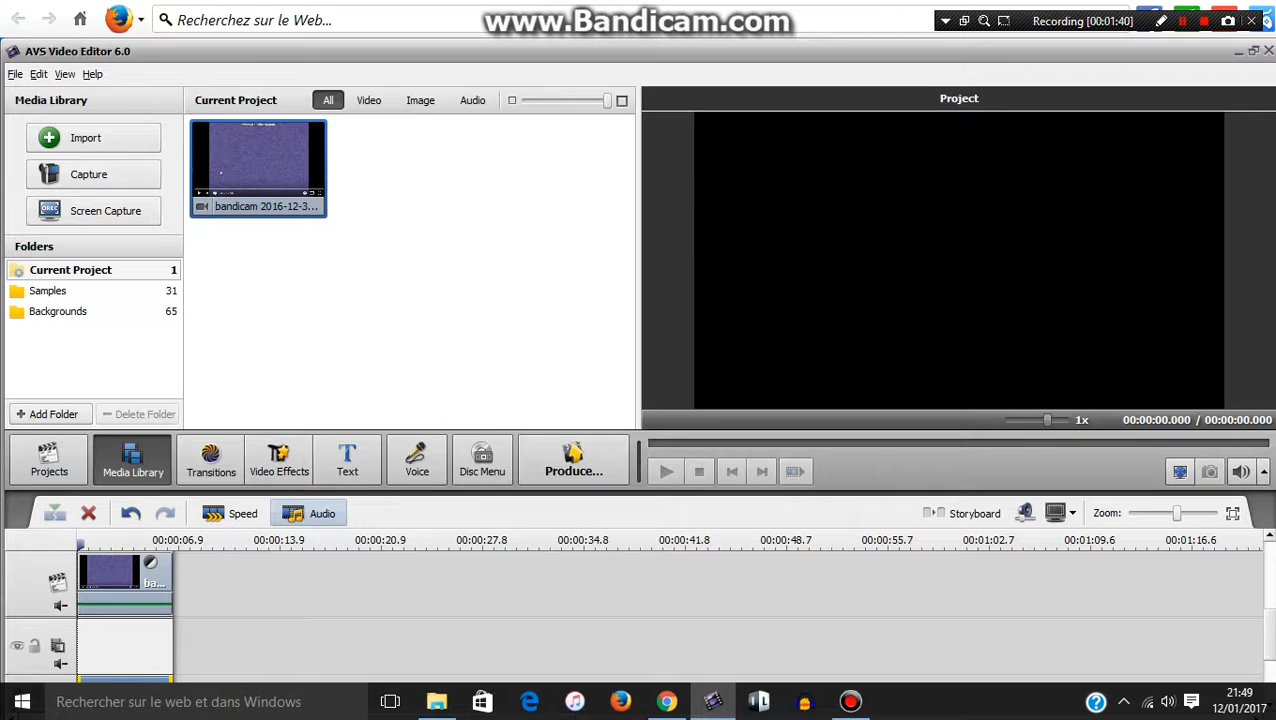 Recherchez sur le Web...
www.Bandicam.com
Recording [00:01:40]
AVS Video Editor 6.0
File Edit View Help
Media Library
Current Project
All Video Image Audio
Project
Import
Capture
Screen Capture
bandicam 2016-12-3...
Folders
Current Project 1
Samples 31
Backgrounds 65
Add Folder
Delete Folder
1x
00:00:00.000 / 00:00:00.000
Projects
Media Library
Transitions
Video Effects
Text
Voice
Disc Menu
Produce...
Speed
Audio
Storyboard
Zoom:
00:00:06.9 00:00:13.9 00:00:20.9 00:00:27.8 00:00:34.8 00:00:41.8 00:00:48.7 00:00:55.7 00:01:02.7 00:01:09.6 00:01:16.6
ba...
Rechercher sur le web et dans Windows
21:49
12/01/2017